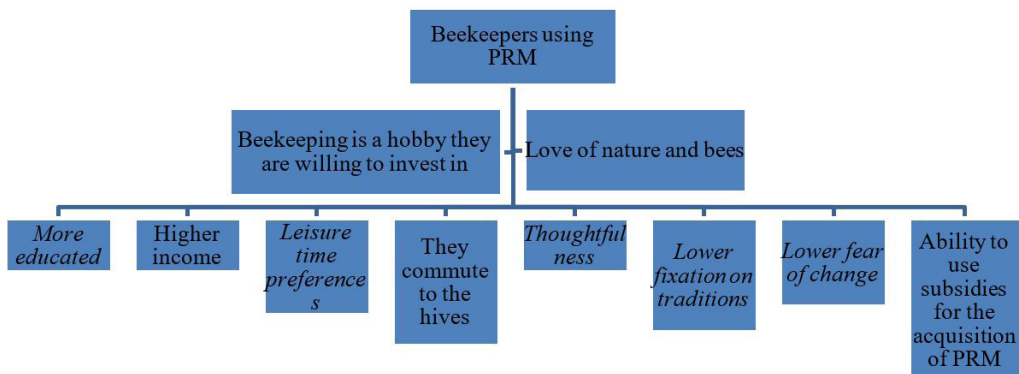 Beekeepers using
PRM
Beekeeping is a hobby they
are willing to invest in
Love of nature and bees
More
educated
Higher
income
Leisure
time
preference
s
They
commute
to the
hives
Thoughtful
ness
Lower
fixation on
traditions
Lower fear
of change
Ability to
use
subsidies
for the
acquisition
of PRM